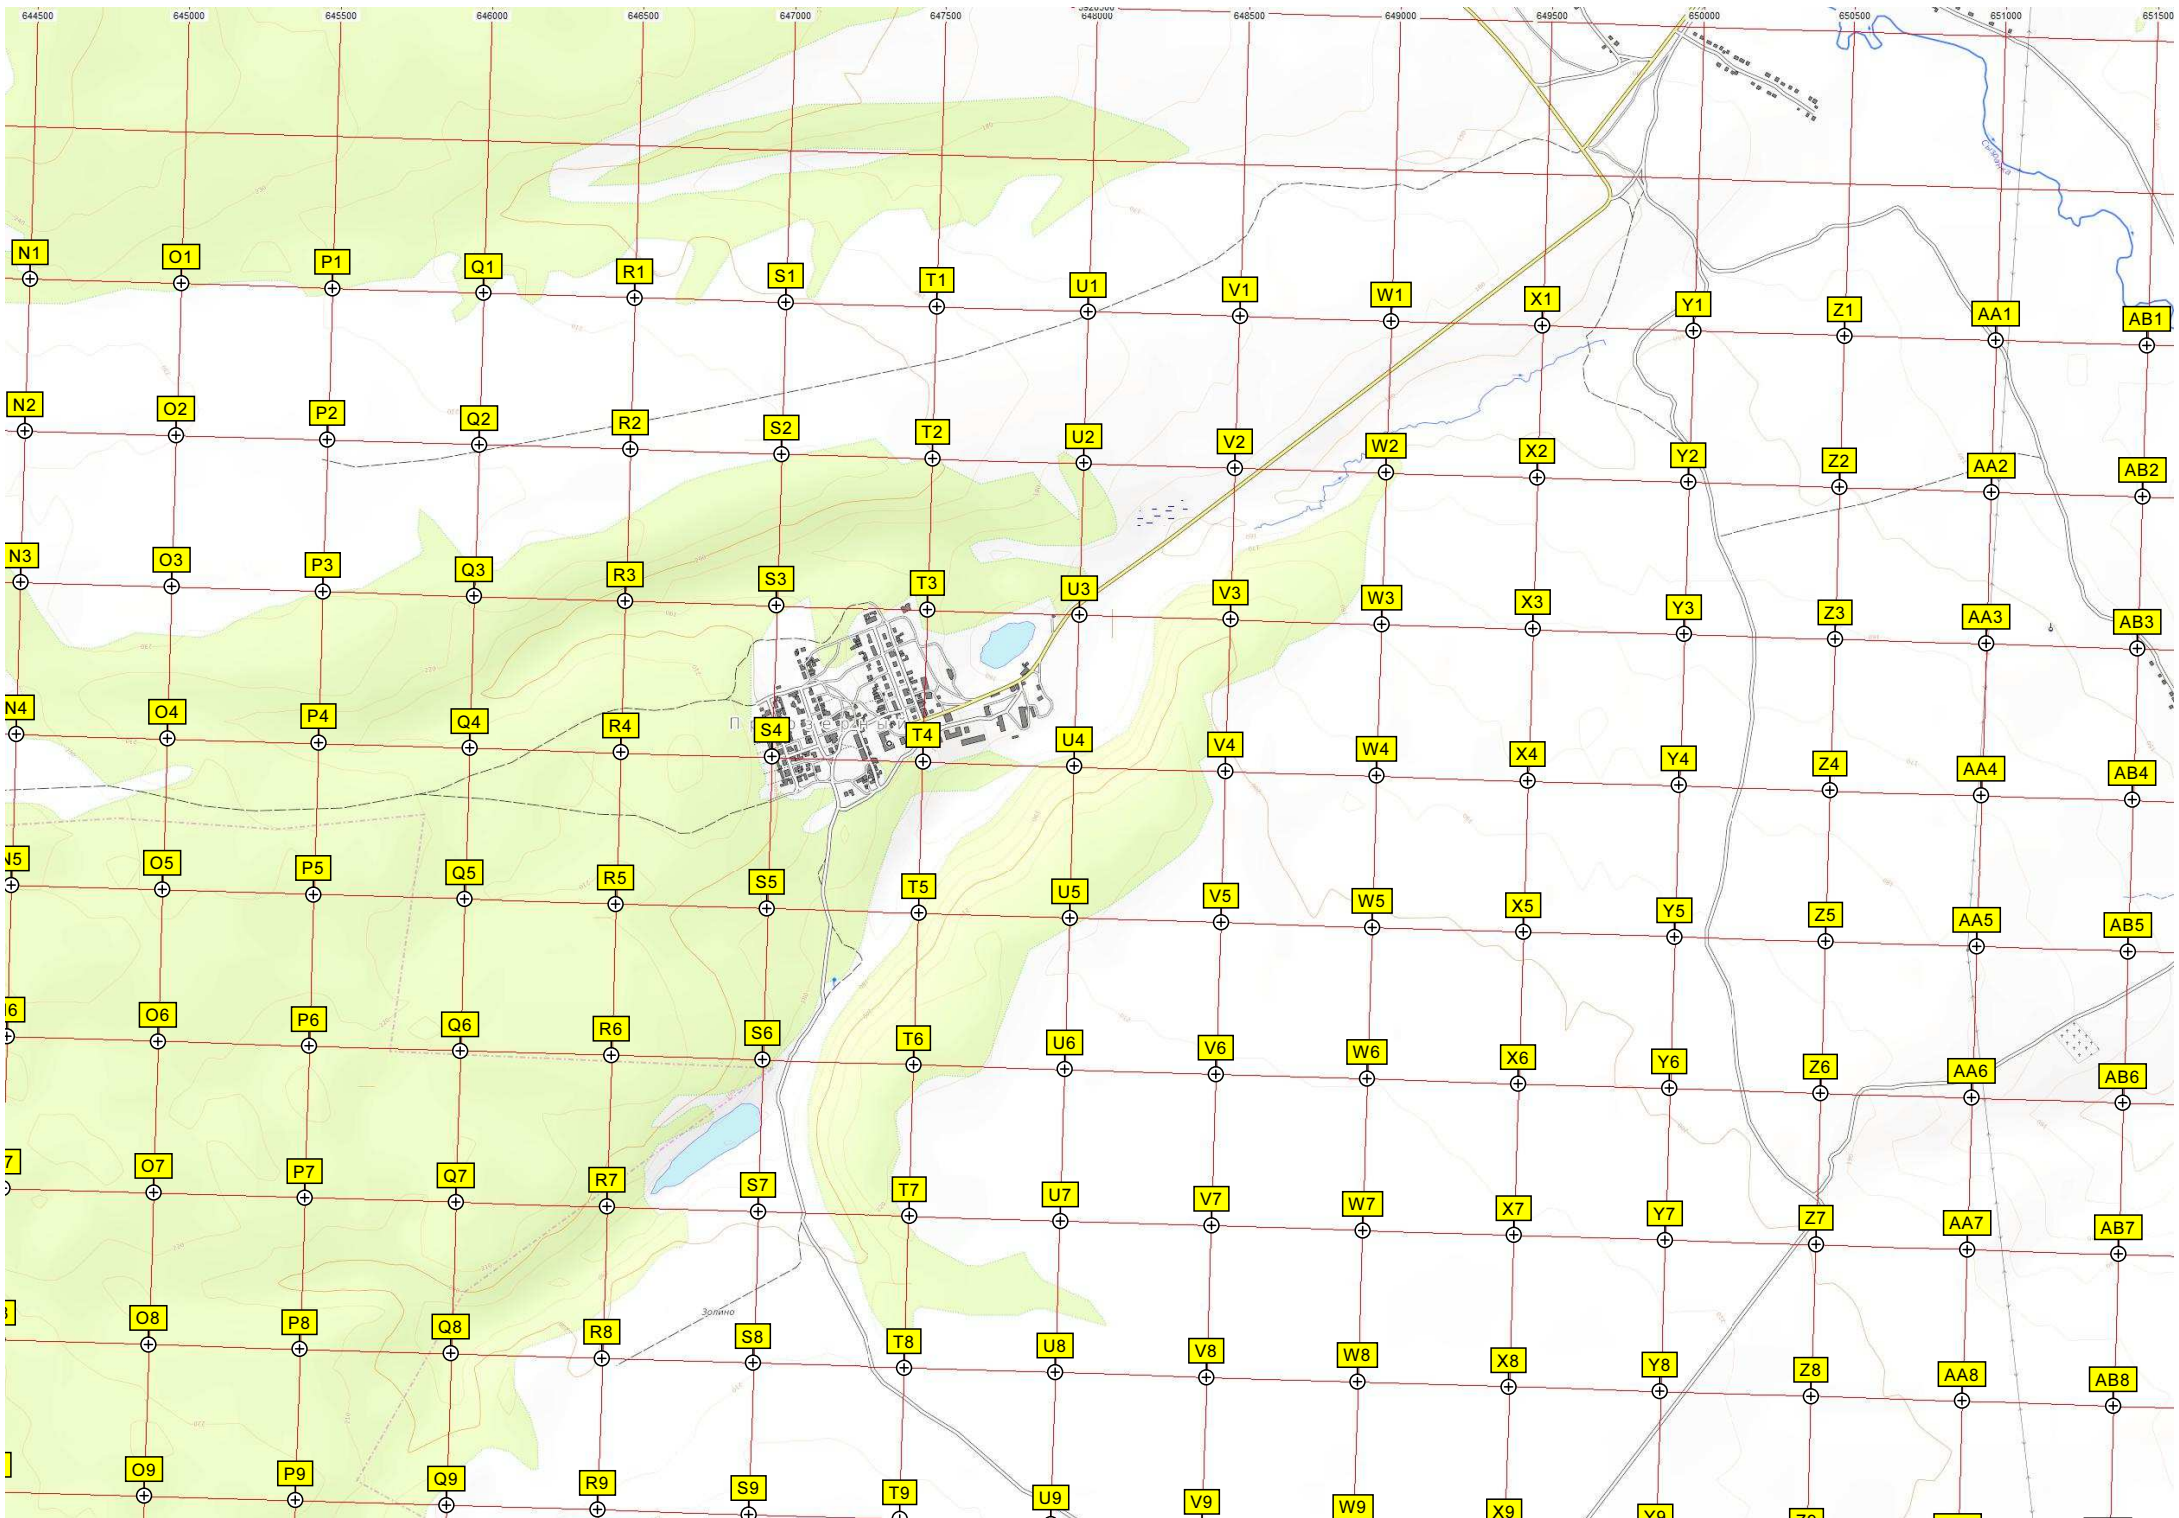 644500 645000 645500 646000 646500 647000 647500 648000 648500 649000 649500 650000 650500 651000 651500
N1 O1 P1 Q1 R1 S1 T1 U1 V1 W1 X1 Y1 Z1 AA1 AB1
N2 O2 P2 Q2 R2 S2 T2 U2 V2 W2 X2 Y2 Z2 AA2 AB2
N3 O3 P3 Q3 R3 S3 T3 U3 V3 W3 X3 Y3 Z3 AA3 AB3
N4 O4 P4 Q4 R4 S4 T4 U4 V4 W4 X4 Y4 Z4 AA4 AB4
N5 O5 P5 Q5 R5 S5 T5 U5 V5 W5 X5 Y5 Z5 AA5 AB5
6 O6 P6 Q6 R6 S6 T6 U6 V6 W6 X6 Y6 Z6 AA6 AB6
7 O7 P7 Q7 R7 S7 T7 U7 V7 W7 X7 Y7 Z7 AA7 AB7
O8 P8 Q8 R8 S8 T8 U8 V8 W8 X8 Y8 Z8 AA8 AB8
Золино
O9 P9 Q9 R9 S9 T9 U9 V9 W9 X9 Y9